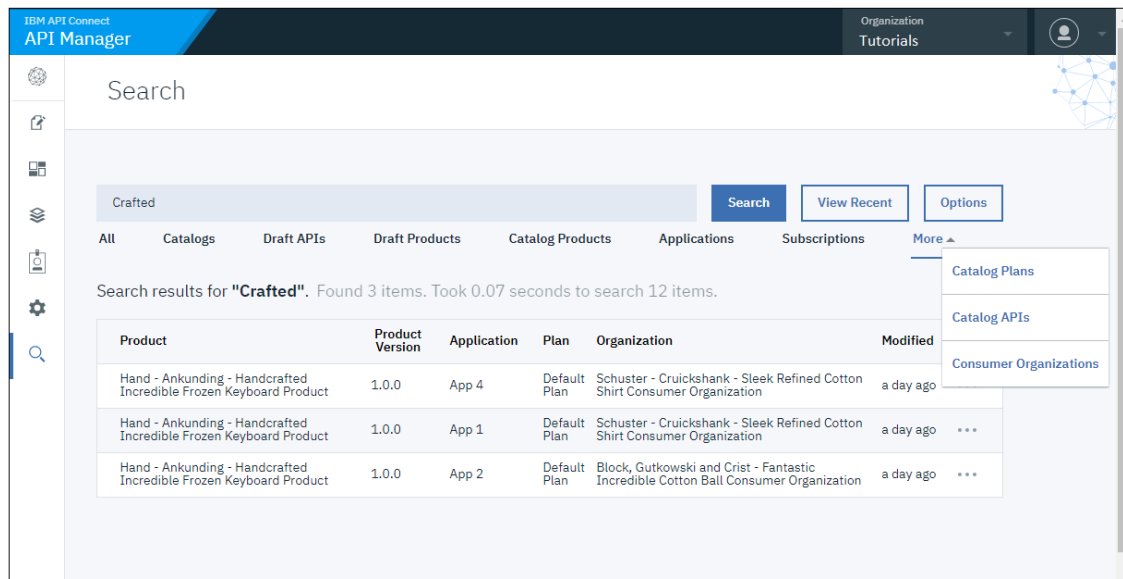 IBM API Connect
API Manager
Organization
Tutorials
Search
Crafted
Search
View Recent
Options
All
Catalogs
Draft APIs
Draft Products
Catalog Products
Applications
Subscriptions
More
Catalog Plans
Catalog APIs
Consumer Organizations
Search results for "Crafted". Found 3 items. Took 0.07 seconds to search 12 items.
Product
Product
Version
Application
Plan
Organization
Modified
Hand - Ankunding - Handcrafted
Incredible Frozen Keyboard Product
1.0.0
App 4
Default
Plan
Schuster - Cruickshank - Sleek Refined Cotton
Shirt Consumer Organization
a day ago
Hand - Ankunding - Handcrafted
Incredible Frozen Keyboard Product
1.0.0
App 1
Default
Plan
Schuster - Cruickshank - Sleek Refined Cotton
Shirt Consumer Organization
a day ago
Hand - Ankunding - Handcrafted
Incredible Frozen Keyboard Product
1.0.0
App 2
Default
Plan
Block, Gutkowski and Crist - Fantastic
Incredible Cotton Ball Consumer Organization
a day ago